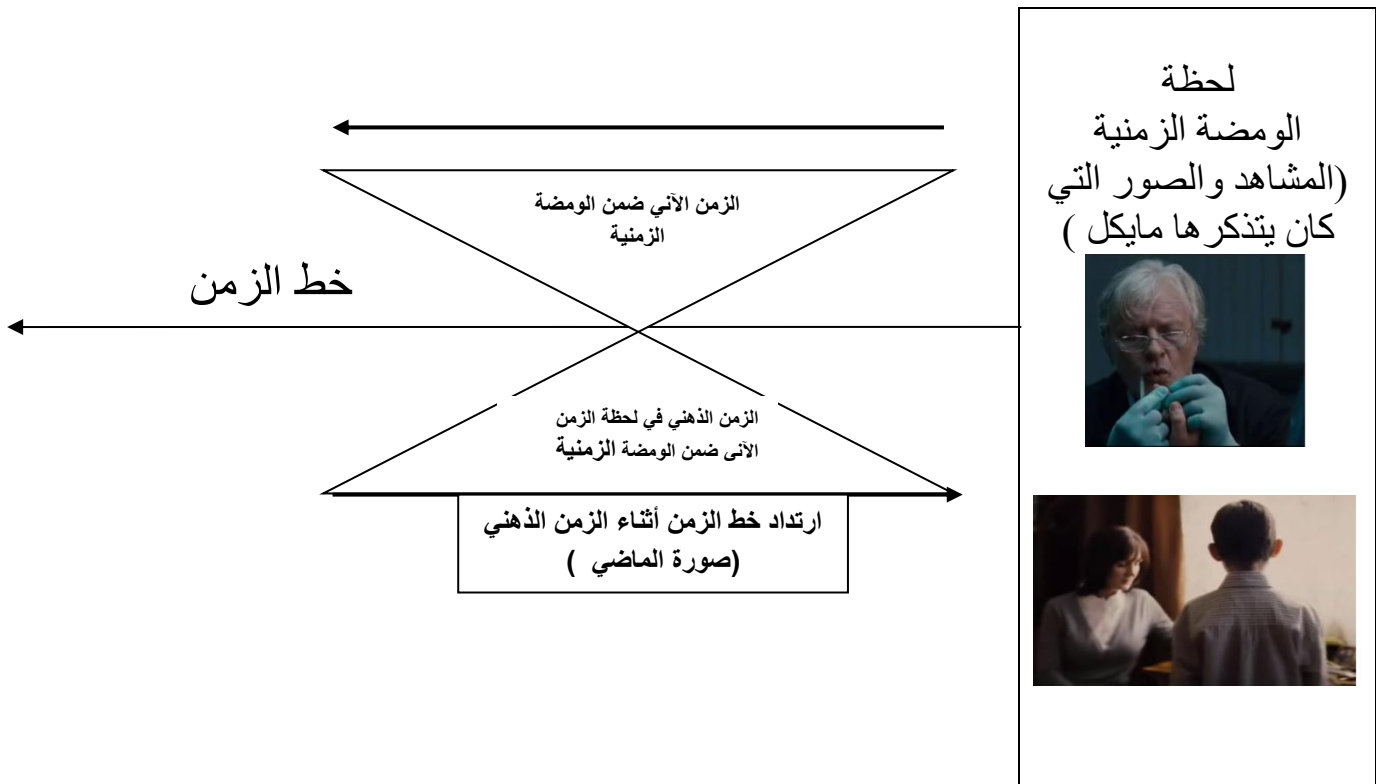 لحظة
الومضة الزمنية
(المشاهد والصور التي
كان يتذكرها مايكل )
الزمن الآني ضمن الومضة
الزمنية
خط الزمن
الزمن الذهني في لحظة الزمن
الآني ضمن الومضة الزمنية
ارتداد خط الزمن أثناء الزمن الذهني
(صورة الماضي )